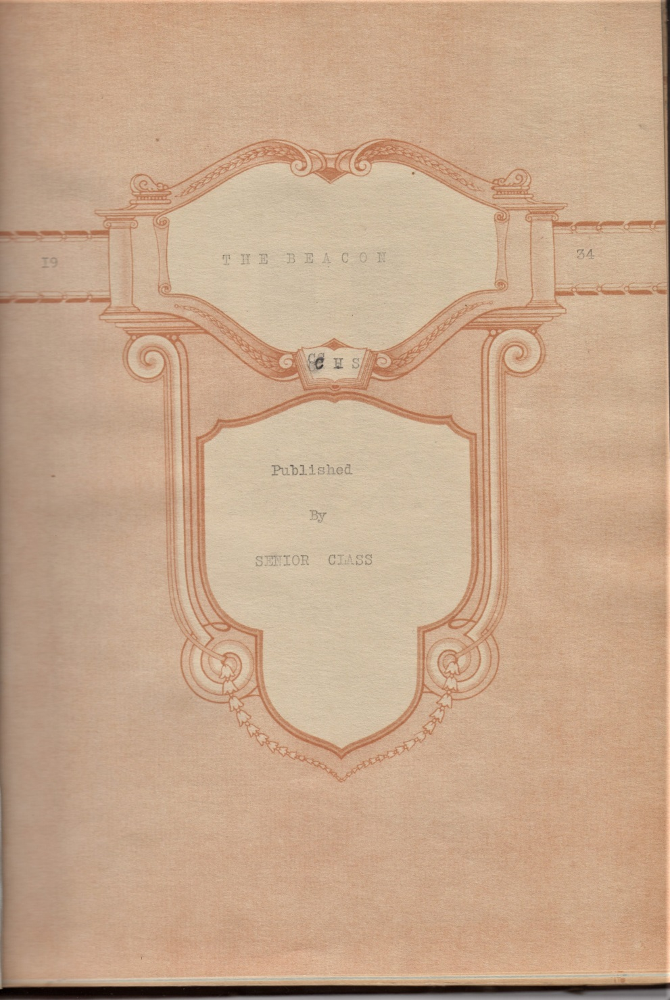 THE BEACON
19 34
C H S
Published
By
SENIOR CLASS